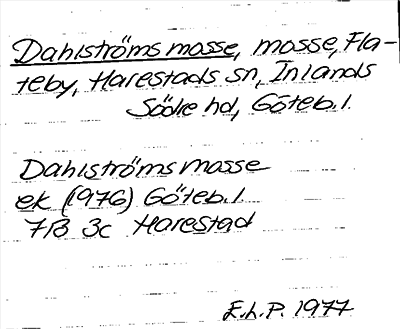 Dahlströms mosse, mosse, Fla-
teby, Harestads sn, Inlands
Södre hd, Göteb. l.
Dahlströms mosse
ek (1976) Göteb. l.
7B 3c Harestad
E.L.P. 1977